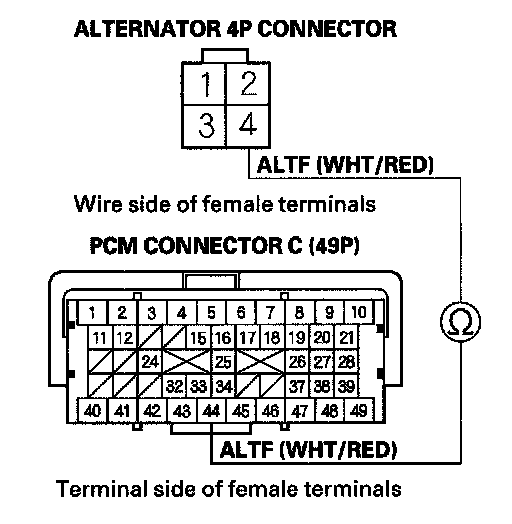 ALTERNATOR 4P CONNECTOR
1 2
3 4
ALTF (WHT/RED)
Wire side of female terminals
PCM CONNECTOR C (49P)
1 2 3 4 5 6 7 8 9 10
Ω
11 12 15 16 17 18 19 20 21
24 25 26 27 28
32 33 34 37 38 39
40 41 42 43 44 45 46 47 48 49
ALTF (WHT/RED)
Terminal side of female terminals